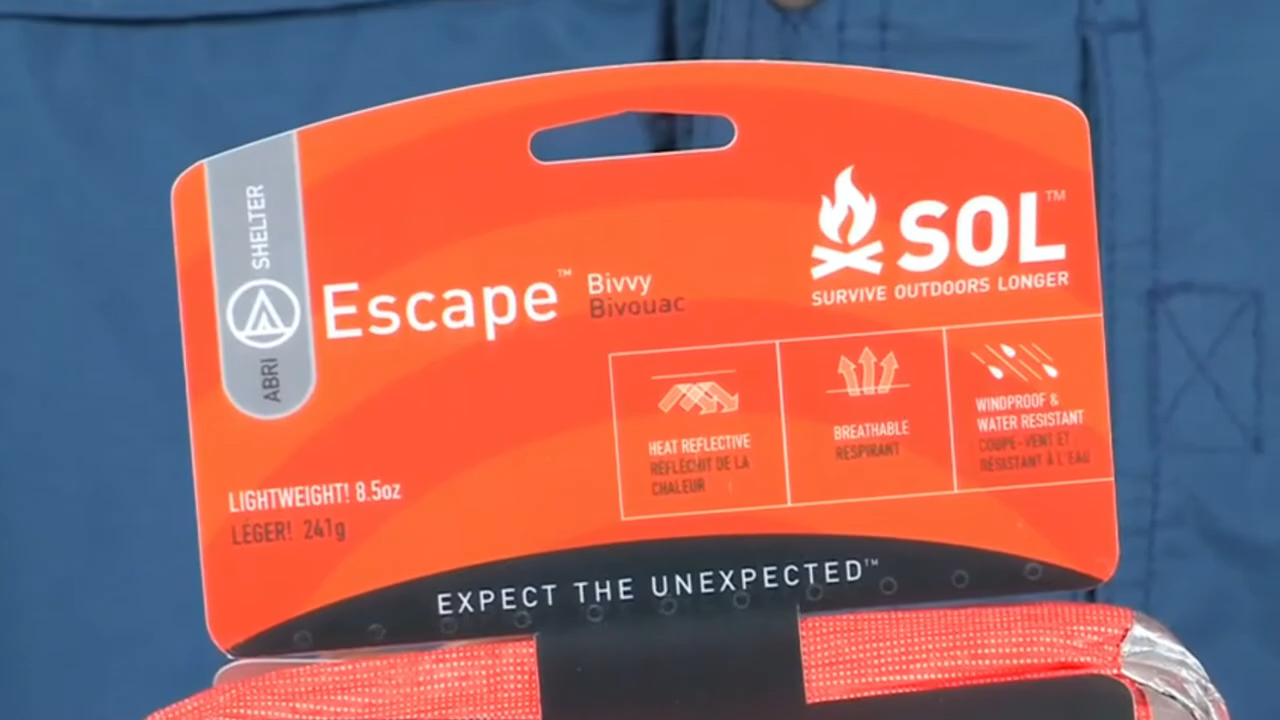 SHELTER
ABRI
Escape™
Bivvy
Bivouac
SOL™
SURVIVE OUTDOORS LONGER
HEAT REFLECTIVE
RÉFLÉCHIT DE LA
CHALEUR
BREATHABLE
RESPIRANT
WINDPROOF &
WATER RESISTANT
COUPE-VENT ET
RÉSISTANT À L'EAU
LIGHTWEIGHT! 8.5oz
LÉGER! 241g
EXPECT THE UNEXPECTED™